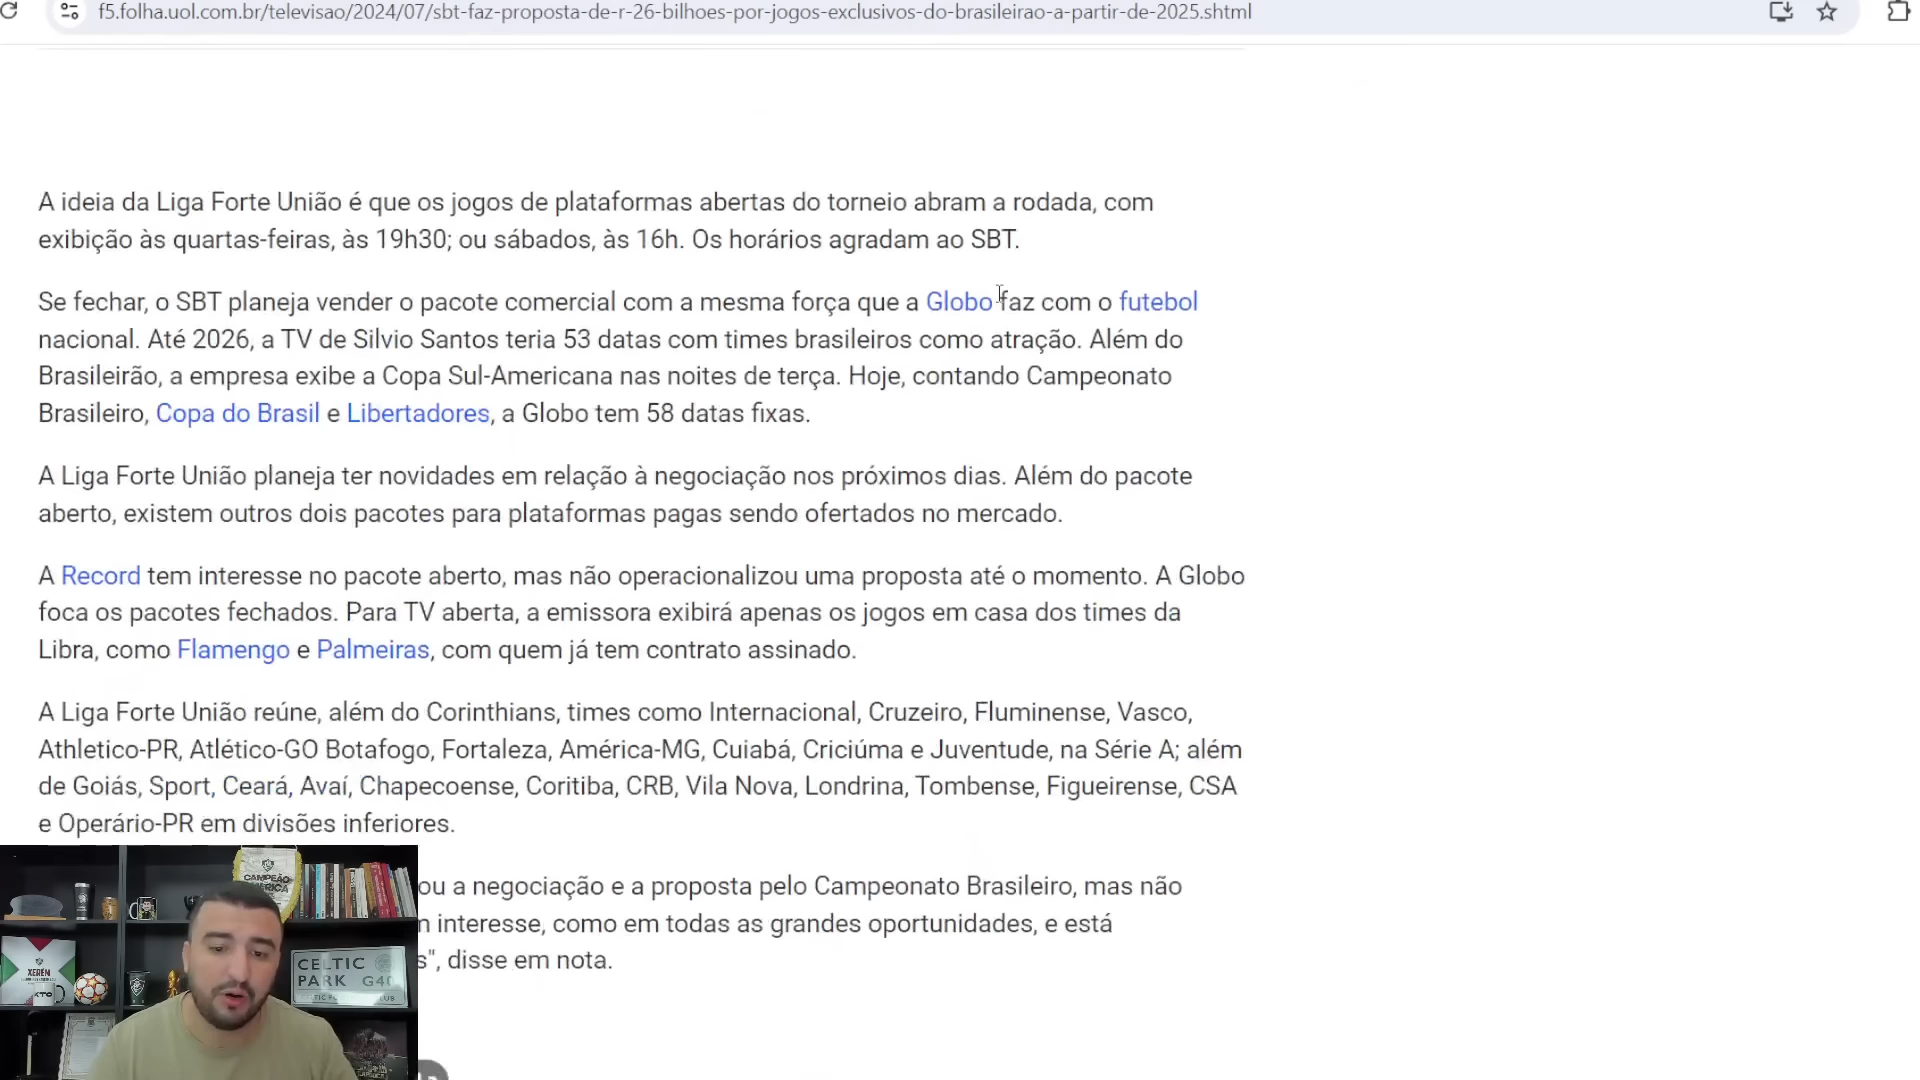 f5.folha.uol.com.br/televisao/2024/07/sbt-faz-proposta-de-r-26-bilhoes-por-jogos-exclusivos-do-brasileirao-a-partir-de-2025.shtml
A ideia da Liga Forte União é que os jogos de plataformas abertas do torneio abram a rodada, com
exibição às quartas-feiras, às 19h30; ou sábados, às 16h. Os horários agradam ao SBT.
Se fechar, o SBT planeja vender o pacote comercial com a mesma força que a Globo faz com o futebol
nacional. Até 2026, a TV de Silvio Santos teria 53 datas com times brasileiros como atração. Além do
Brasileirão, a empresa exibe a Copa Sul-Americana nas noites de terça. Hoje, contando Campeonato
Brasileiro, Copa do Brasil e Libertadores, a Globo tem 58 datas fixas.
A Liga Forte União planeja ter novidades em relação à negociação nos próximos dias. Além do pacote
aberto, existem outros dois pacotes para plataformas pagas sendo ofertados no mercado.
A Record tem interesse no pacote aberto, mas não operacionalizou uma proposta até o momento. A Globo
foca os pacotes fechados. Para TV aberta, a emissora exibirá apenas os jogos em casa dos times da
Libra, como Flamengo e Palmeiras, com quem já tem contrato assinado.
A Liga Forte União reúne, além do Corinthians, times como Internacional, Cruzeiro, Fluminense, Vasco,
Athletico-PR, Atlético-GO Botafogo, Fortaleza, América-MG, Cuiabá, Criciúma e Juventude, na Série A; além
de Goiás, Sport, Ceará, Avaí, Chapecoense, Coritiba, CRB, Vila Nova, Londrina, Tombense, Figueirense, CSA
e Operário-PR em divisões inferiores.
ou a negociação e a proposta pelo Campeonato Brasileiro, mas não
interesse, como em todas as grandes oportunidades, e está
s", disse em nota.
CAMPEÃO
AMÉRICA
XERÉM
KTO
CELTIC
PARK G40